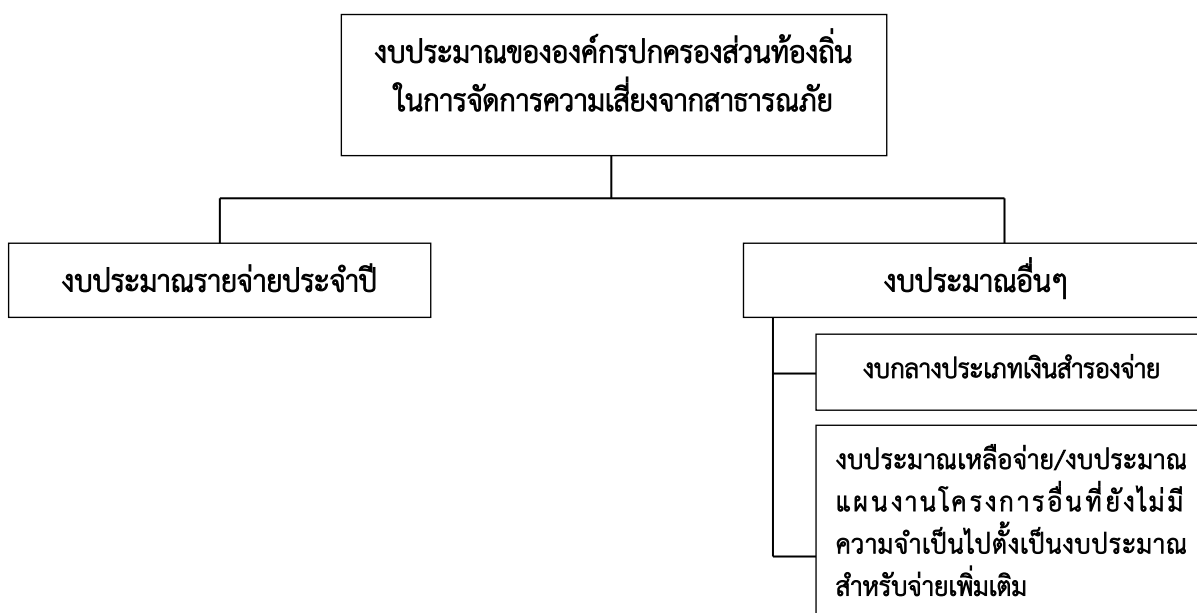 งบประมาณขององค์กรปกครองส่วนท้องถิ่น
ในการจัดการความเสี่ยงจากสาธารณภัย
งบประมาณรายจ่ายประจำปี
งบประมาณอื่นๆ
งบกลางประเภทเงินสำรองจ่าย
งบประมาณเหลือจ่าย/งบประมาณ
แผนงานโครงการอื่นที่ยังไม่มี
ความจำเป็นไปตั้งเป็นงบประมาณ
สำหรับจ่ายเพิ่มเติม